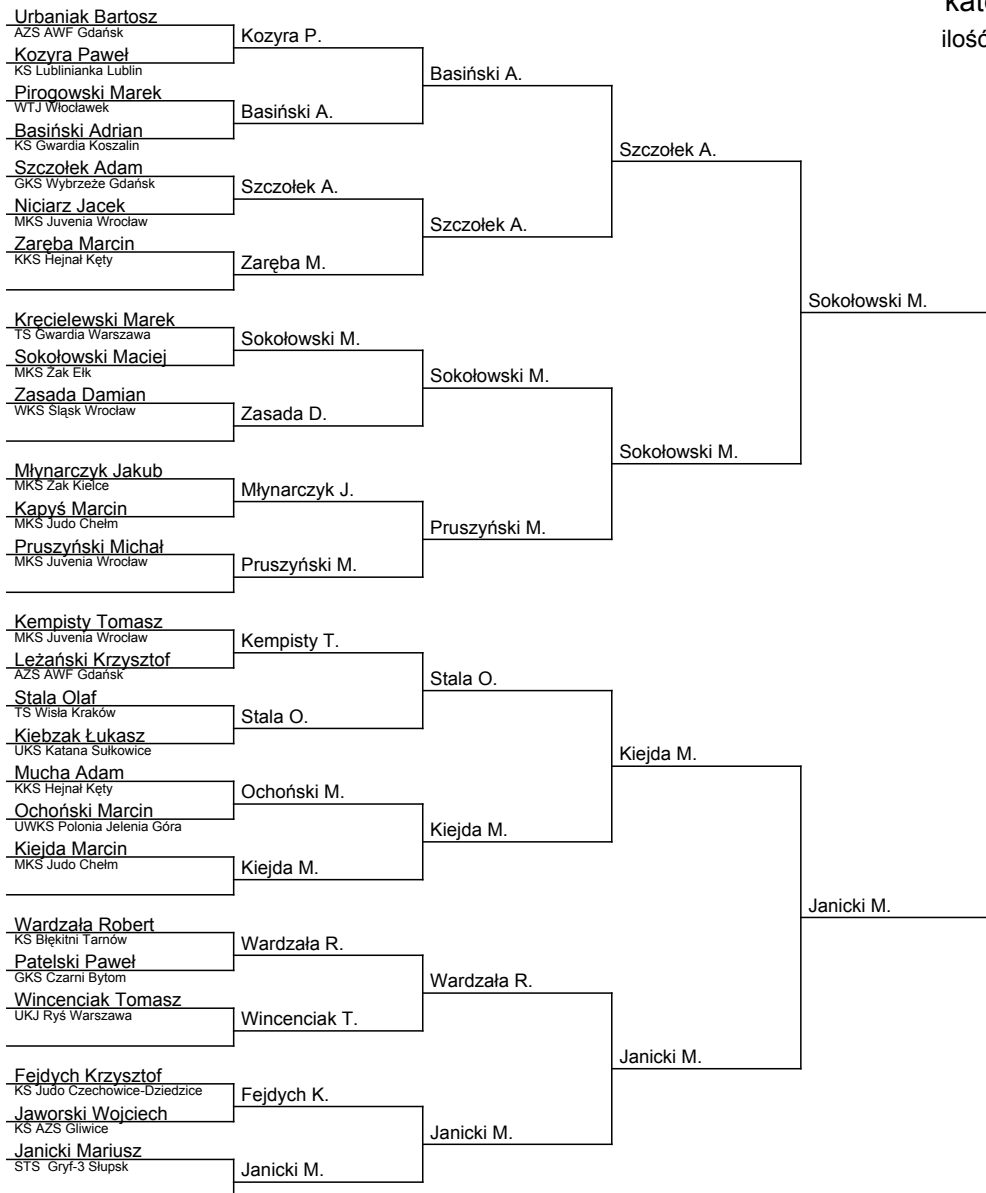 kate
ilość
Urbaniak Bartosz
AZS AWF Gdańsk
Kozyra Paweł
KS Lublinianka Lublin
Pirogowski Marek
WTJ Włocławek
Basiński Adrian
KS Gwardia Koszalin
Szczołek Adam
GKS Wybrzeże Gdańsk
Niciarz Jacek
MKS Juvenia Wrocław
Zaręba Marcin
KKS Hejnał Kęty
Kręcielewski Marek
TS Gwardia Warszawa
Sokołowski Maciej
MKS Żak Ełk
Zasada Damian
WKS Śląsk Wrocław
Młynarczyk Jakub
MKS Żak Kielce
Kapyś Marcin
MKS Judo Chełm
Pruszyński Michał
MKS Juvenia Wrocław
Kempisty Tomasz
MKS Juvenia Wrocław
Leżański Krzysztof
AZS AWF Gdańsk
Stala Olaf
TS Wisła Kraków
Kiebzak Łukasz
UKS Katana Sułkowice
Mucha Adam
KKS Hejnał Kęty
Ochoński Marcin
UWKS Polonia Jelenia Góra
Kiejda Marcin
MKS Judo Chełm
Wardzała Robert
KS Błękitni Tarnów
Patelski Paweł
GKS Czarni Bytom
Wincenciak Tomasz
UKJ Ryś Warszawa
Fejdych Krzysztof
KS Judo Czechowice-Dziedzice
Jaworski Wojciech
KS AZS Gliwice
Janicki Mariusz
STS Gryf-3 Słupsk
Kozyra P.
Basiński A.
Szczołek A.
Zaręba M.
Sokołowski M.
Zasada D.
Młynarczyk J.
Pruszyński M.
Kempisty T.
Stala O.
Ochoński M.
Kiejda M.
Wardzała R.
Wincenciak T.
Fejdych K.
Janicki M.
Basiński A.
Szczołek A.
Sokołowski M.
Pruszyński M.
Stala O.
Kiejda M.
Wardzała R.
Janicki M.
Szczołek A.
Sokołowski M.
Kiejda M.
Janicki M.
Sokołowski M.
Janicki M.